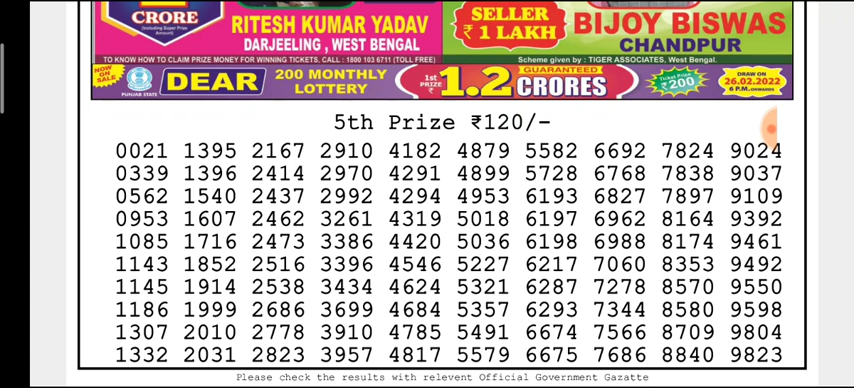 CRORE
(Including Super Prize Amount)
RITESH KUMAR YADAV
DARJEELING, WEST BENGAL
SELLER
₹ 1 LAKH
BIJOY BISWAS
CHANDPUR
TO KNOW HOW TO CLAIM PRIZE MONEY FOR WINNING TICKETS, CALL : 1800 103 6711 (TOLL FREE)
Scheme given by : TIGER ASSOCIATES, West Bengal.
NOW ON SALE
PUNJAB STATE
DEAR
200 MONTHLY
LOTTERY
1st PRIZE ₹
1.2
GUARANTEED
CRORES
Ticket Price
₹200
DRAW ON
26.02.2022
6 P.M. ONWARDS
5th Prize ₹120/-
0021 1395 2167 2910 4182 4879 5582 6692 7824 9024
0339 1396 2414 2970 4291 4899 5728 6768 7838 9037
0562 1540 2437 2992 4294 4953 6193 6827 7897 9109
0953 1607 2462 3261 4319 5018 6197 6962 8164 9392
1085 1716 2473 3386 4420 5036 6198 6988 8174 9461
1143 1852 2516 3396 4546 5227 6217 7060 8353 9492
1145 1914 2538 3434 4624 5321 6287 7278 8570 9550
1186 1999 2686 3699 4684 5357 6293 7344 8580 9598
1307 2010 2778 3910 4785 5491 6674 7566 8709 9804
1332 2031 2823 3957 4817 5579 6675 7686 8840 9823
Please check the results with relevent Official Government Gazatte